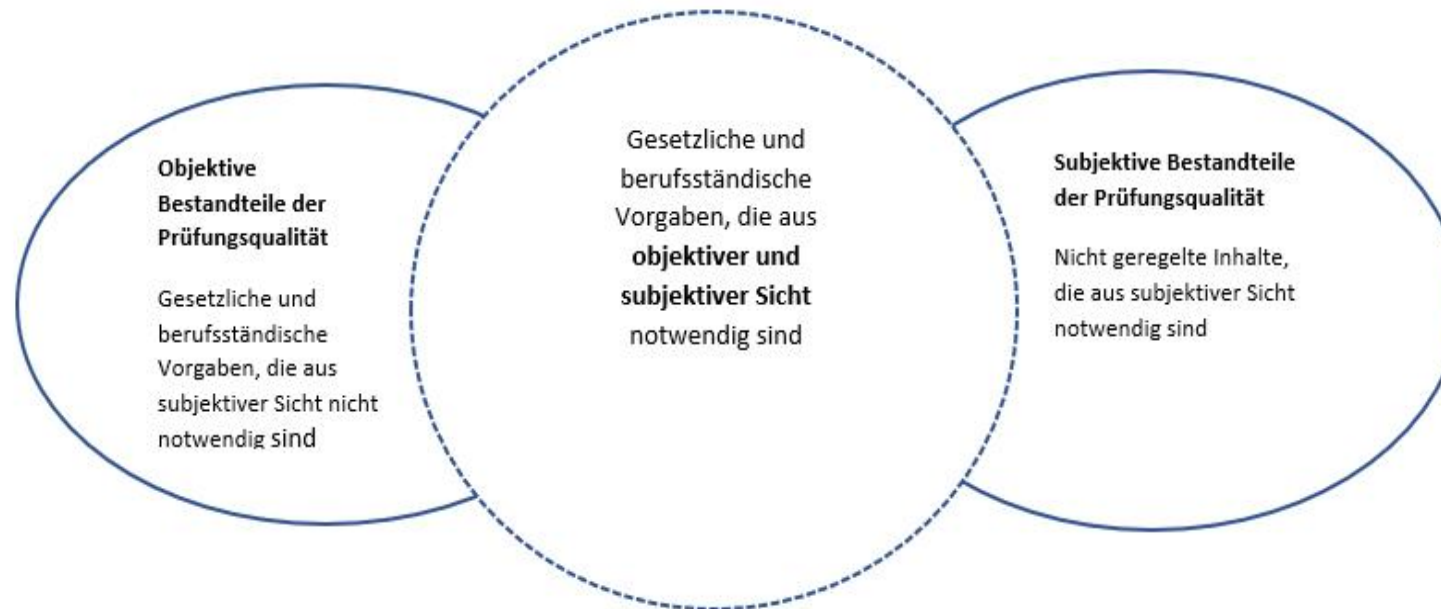 Objektive
Bestandteile der
Prüfungsqualität
Gesetzliche und
berufsständische
Vorgaben, die aus
subjektiver Sicht nicht
notwendig sind
Gesetzliche und
berufsständische
Vorgaben, die aus
objektiver und
subjektiver Sicht
notwendig sind
Subjektive Bestandteile
der Prüfungsqualität
Nicht geregelte Inhalte,
die aus subjektiver Sicht
notwendig sind